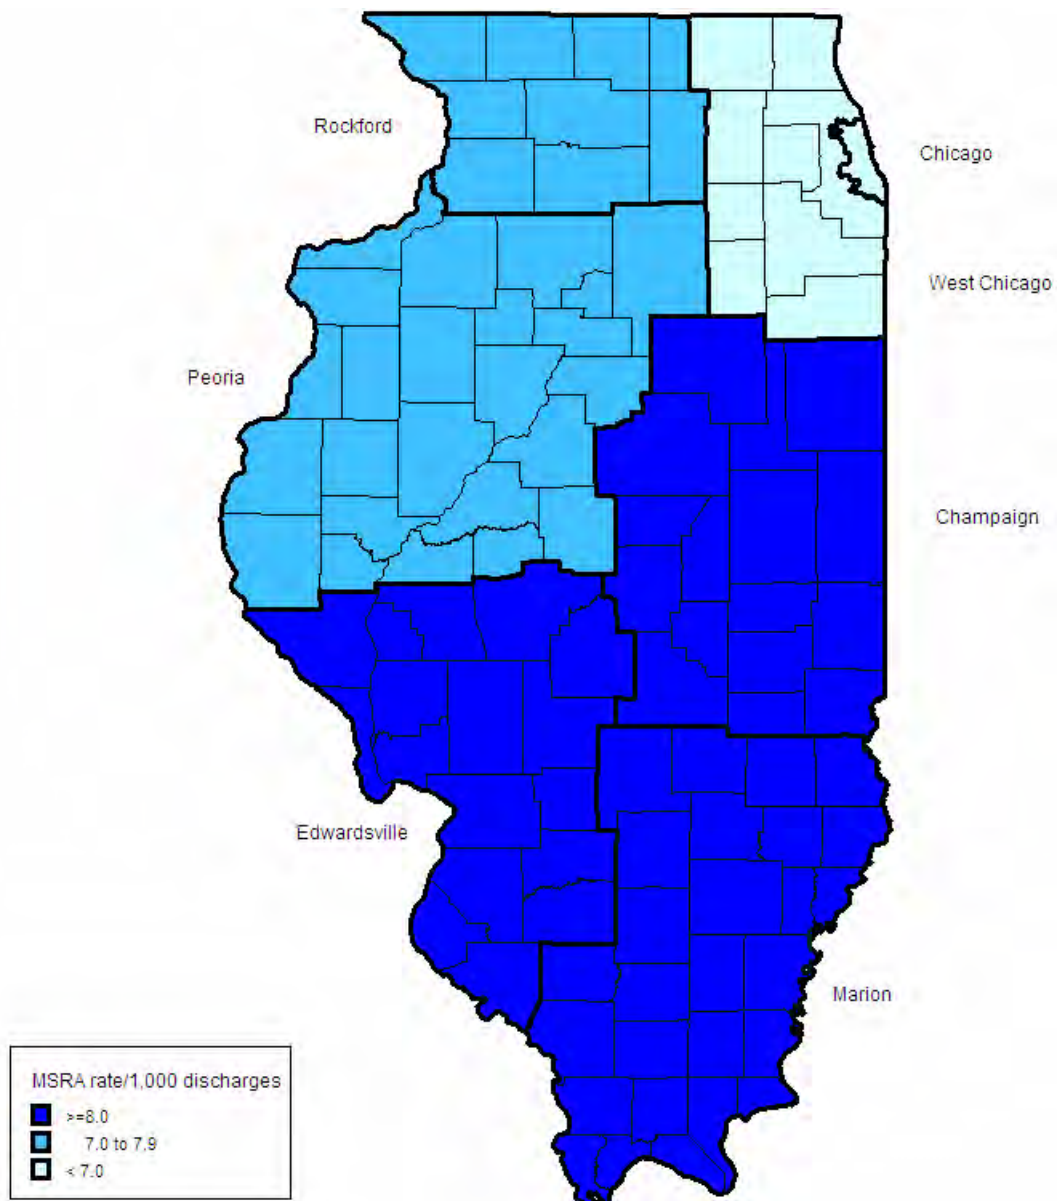 Rockford
Chicago
West Chicago
Peoria
Champaign
Edwardsville
Marion
MSRA rate/1,000 discharges
>=8.0
7.0 to 7.9
< 7.0